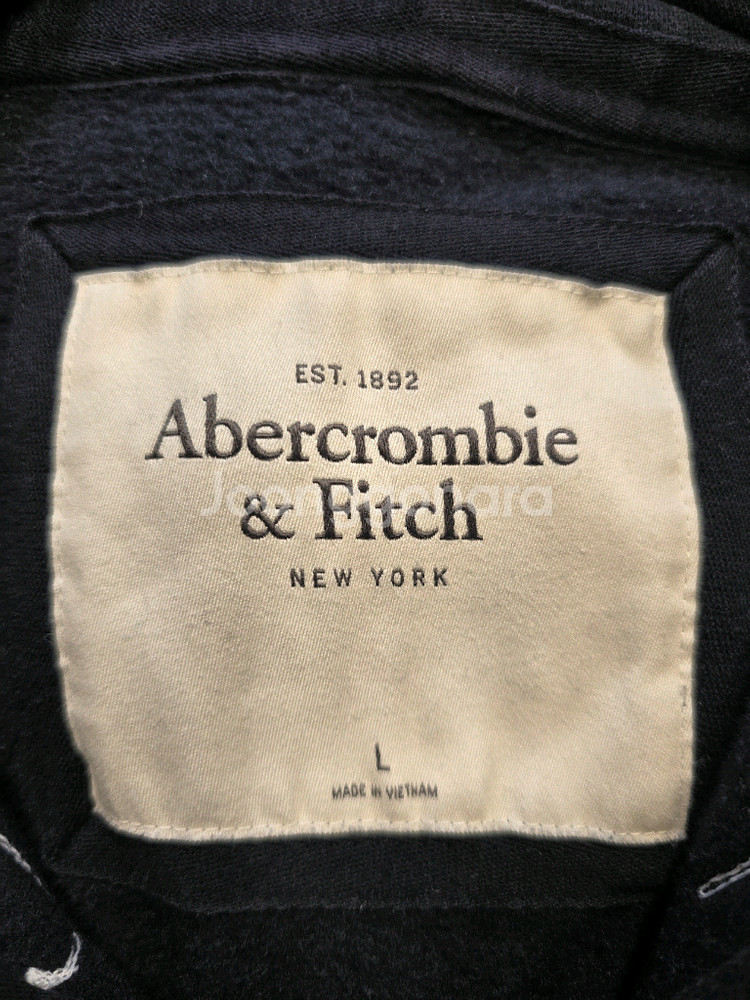 EST. 1892
Abercrombie
& Fitch
NEW YORK
L
MADE IN VIETNAM